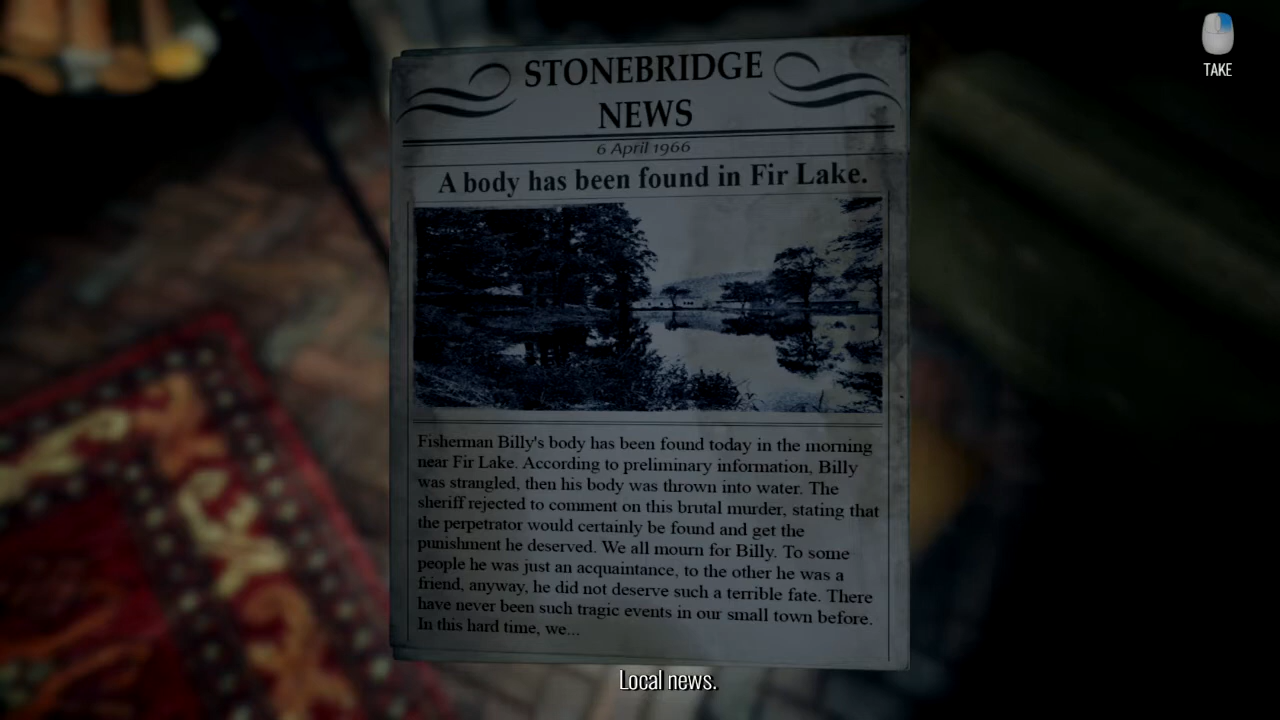 TAKE
STONEBRIDGE
NEWS
6 April 1966
A body has been found in Fir Lake.
Fisherman Billy's body has been found today in the morning
near Fir Lake. According to preliminary information, Billy
was strangled, then his body was thrown into water. The
sheriff rejected to comment on this brutal murder, stating that
the perpetrator would certainly be found and get the
punishment he deserved. We all mourn for Billy. To some
people he was just an acquaintance, to the other he was a
friend, anyway, he did not deserve such a terrible fate. There
have never been such tragic events in our small town before.
In this hard time, we...
Local news.